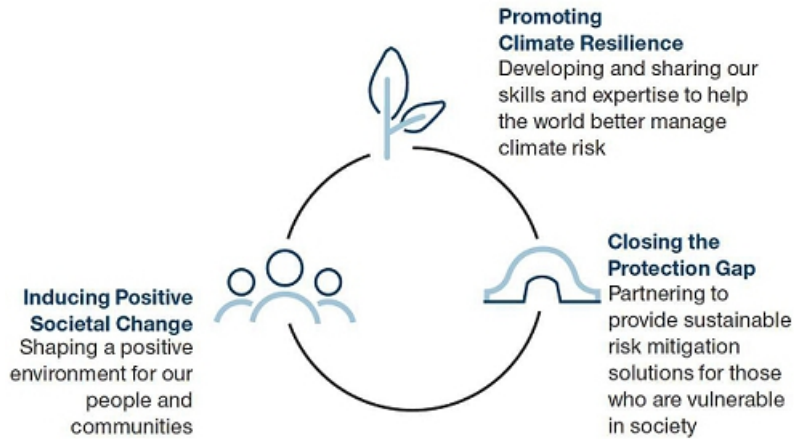 Promoting
Climate Resilience
Developing and sharing our
skills and expertise to help
the world better manage
climate risk
Closing the
Protection Gap
Partnering to
provide sustainable
risk mitigation
solutions for those
who are vulnerable
in society
Inducing Positive
Societal Change
Shaping a positive
environment for our
people and
communities